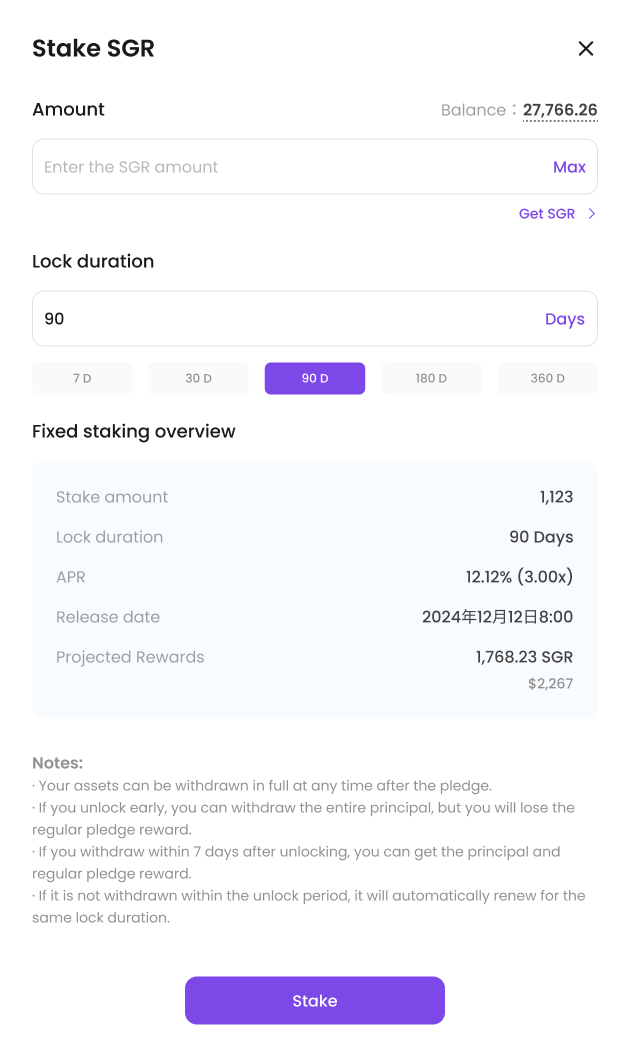 Stake SGR
Amount
Balance：27,766.26
Enter the SGR amount
Max
Get SGR
Lock duration
90
Days
7 D
30 D
90 D
180 D
360 D
Fixed staking overview
Stake amount
1,123
Lock duration
90 Days
APR
12.12% (3.00x)
Release date
2024年12月12日8:00
Projected Rewards
1,768.23 SGR
$2,267
Notes:
· Your assets can be withdrawn in full at any time after the pledge.
· If you unlock early, you can withdraw the entire principal, but you will lose the
regular pledge reward.
· If you withdraw within 7 days after unlocking, you can get the principal and
regular pledge reward.
· If it is not withdrawn within the unlock period, it will automatically renew for the
same lock duration.
Stake